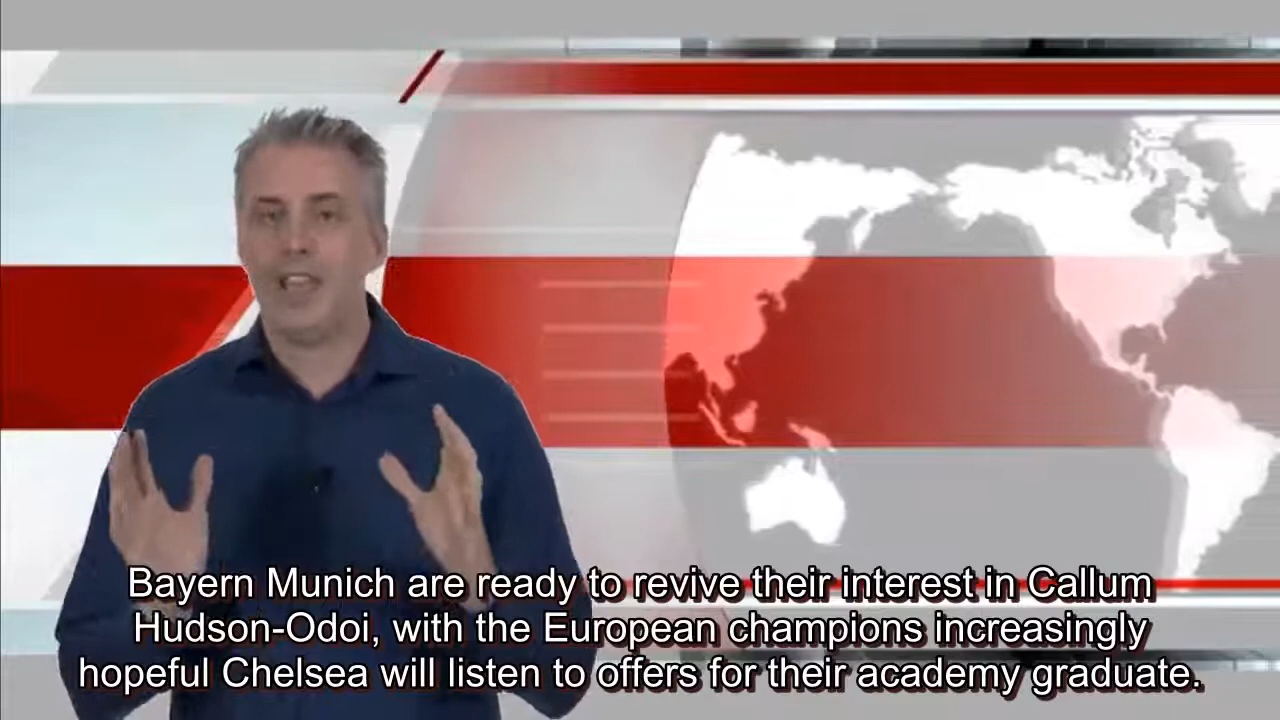 Bayern Munich are ready to revive their interest in Callum
Hudson-Odoi, with the European champions increasingly
hopeful Chelsea will listen to offers for their academy graduate.